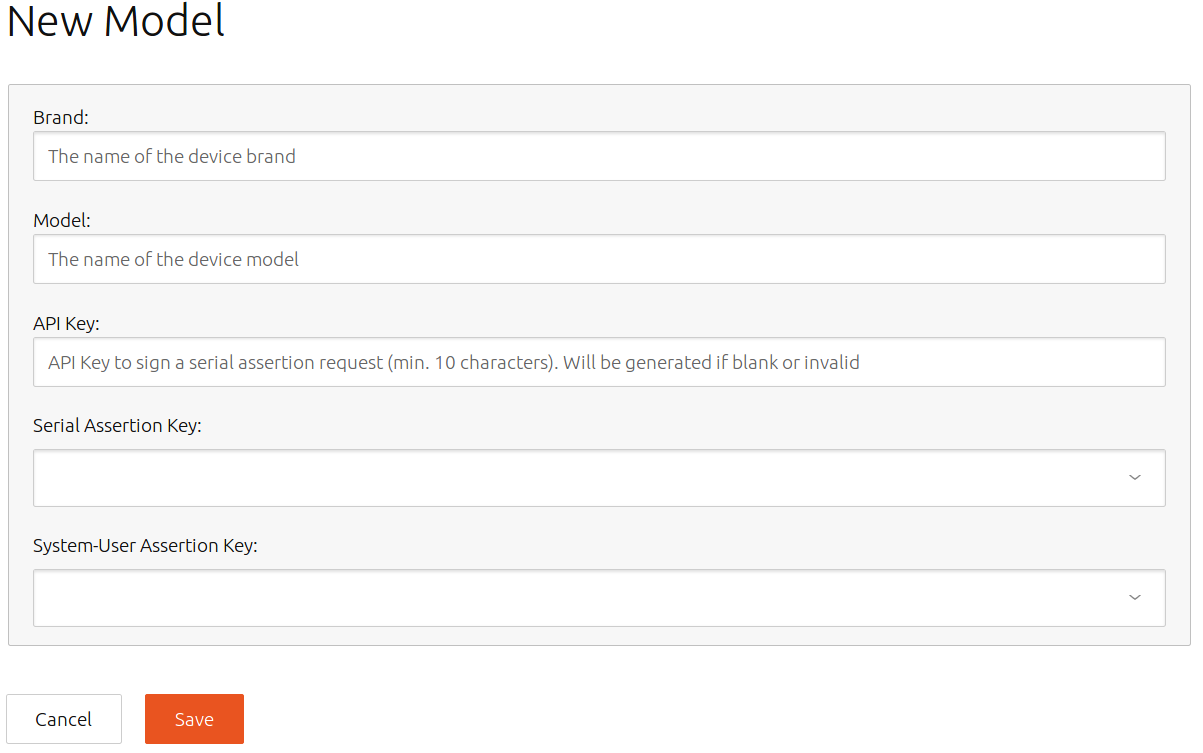 New Model
Brand:
The name of the device brand
Model:
The name of the device model
API Key:
API Key to sign a serial assertion request (min. 10 characters). Will be generated if blank or invalid
Serial Assertion Key:
System-User Assertion Key:
Cancel
Save